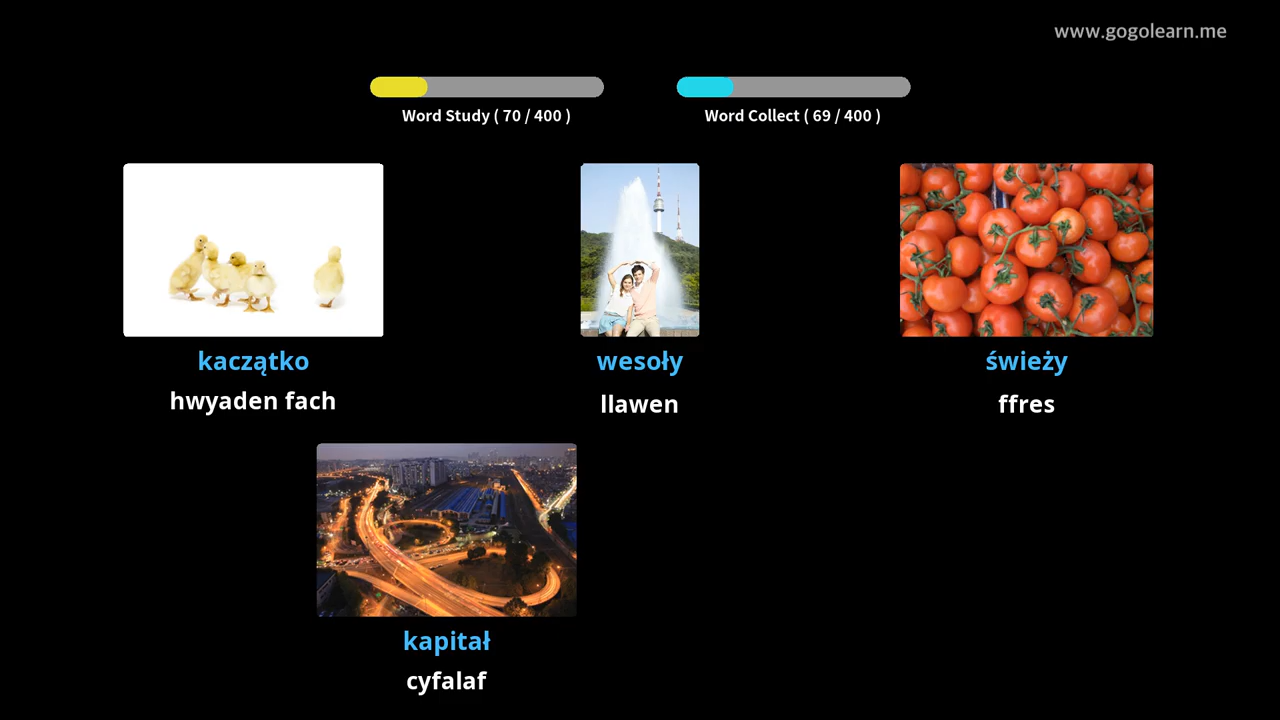 www.gogolearn.me
Word Study ( 70 / 400 )
Word Collect ( 69 / 400 )
kaczątko
hwyaden fach
wesoły
llawen
świeży
ffres
kapitał
cyfalaf